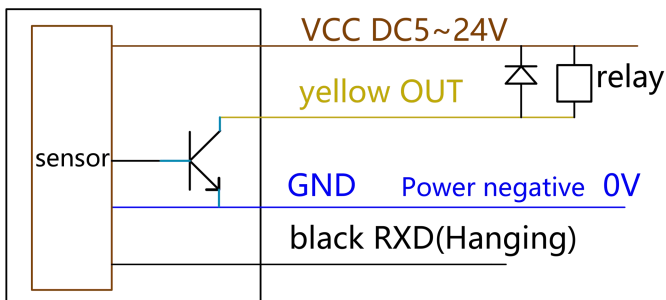 VCC DC5~24V
relay
yellow OUT
sensor
GND Power negative 0V
black RXD(Hanging)